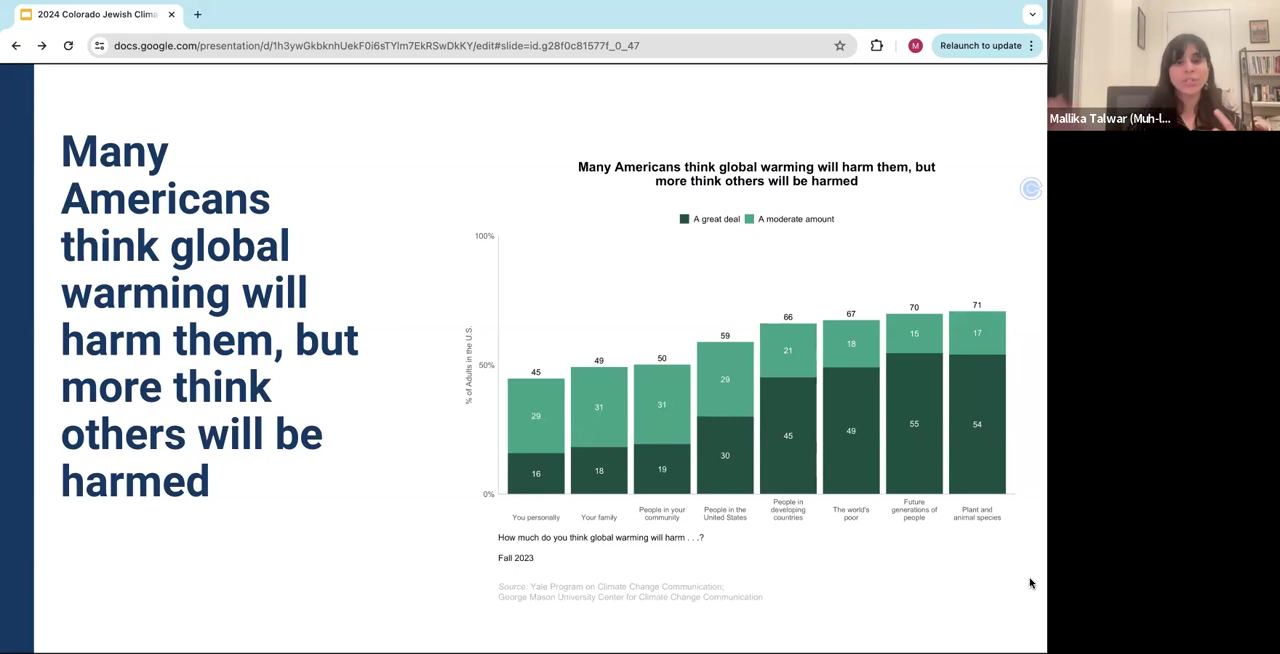 2024 Colorado Jewish Clima
docs.google.com/presentation/d/1h3ywGkbknhUekF0i6sTYlm7EkRSwDkKY/edit#slide=id.g28f0c81577f_0_47
M
Relaunch to update
Mallika Talwar (Muh-l...
Many
Americans
think global
warming will
harm them, but
more think
others will be
harmed
Many Americans think global warming will harm them, but
more think others will be harmed
A great deal
A moderate amount
% of Adults in the U.S.
100%
50%
0%
45
29
16
49
31
18
50
31
19
59
29
30
66
21
45
67
18
49
70
15
55
71
17
54
You personally
Your family
People in your
community
People in the
United States
People in
developing
countries
The world's
poor
Future
generations of
people
Plant and
animal species
How much do you think global warming will harm . . .?
Fall 2023
Source: Yale Program on Climate Change Communication;
George Mason University Center for Climate Change Communication